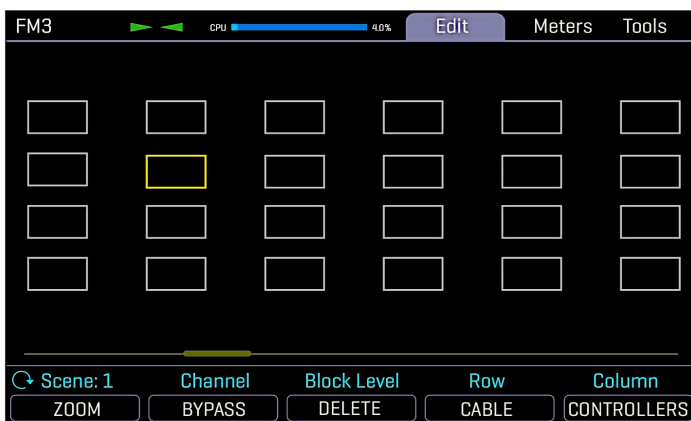 FM3 CPU 4.0% Edit Meters Tools
Scene: 1 Channel Block Level Row Column
ZOOM BYPASS DELETE CABLE CONTROLLERS